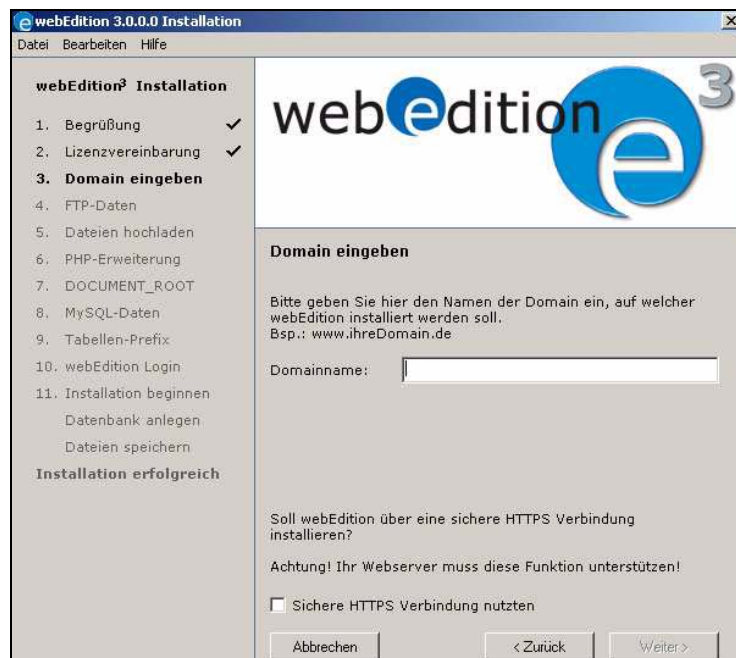 webEdition 3.0.0.0 Installation
Datei Bearbeiten Hilfe
webEdition³ Installation
1. Begrüßung
2. Lizenzvereinbarung
3. Domain eingeben
4. FTP-Daten
5. Dateien hochladen
6. PHP-Erweiterung
7. DOCUMENT_ROOT
8. MySQL-Daten
9. Tabellen-Prefix
10. webEdition Login
11. Installation beginnen
Datenbank anlegen
Dateien speichern
Installation erfolgreich
webedition e 3
Domain eingeben
Bitte geben Sie hier den Namen der Domain ein, auf welcher
webEdition installiert werden soll.
Bsp.: www.ihreDomain.de
Domainname:
Soll webEdition über eine sichere HTTPS Verbindung
installieren?
Achtung! Ihr Webserver muss diese Funktion unterstützen!
Sichere HTTPS Verbindung nutzten
Abbrechen
< Zurück
Weiter >